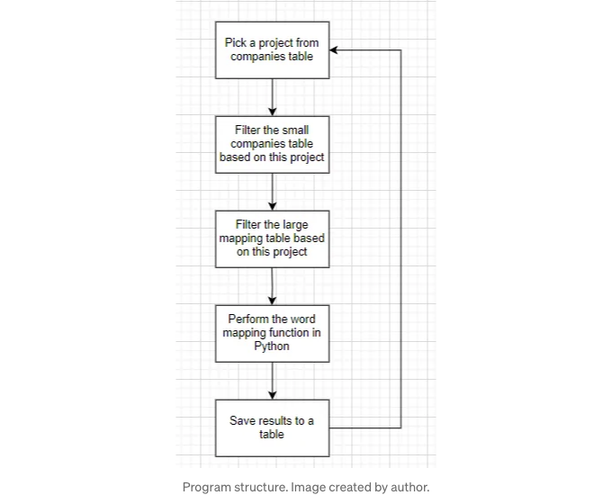 Pick a project from
companies table
Filter the small
companies table
based on this project
Filter the large
mapping table based
on this project
Perform the word
mapping function in
Python
Save results to a
table
Program structure. Image created by author.